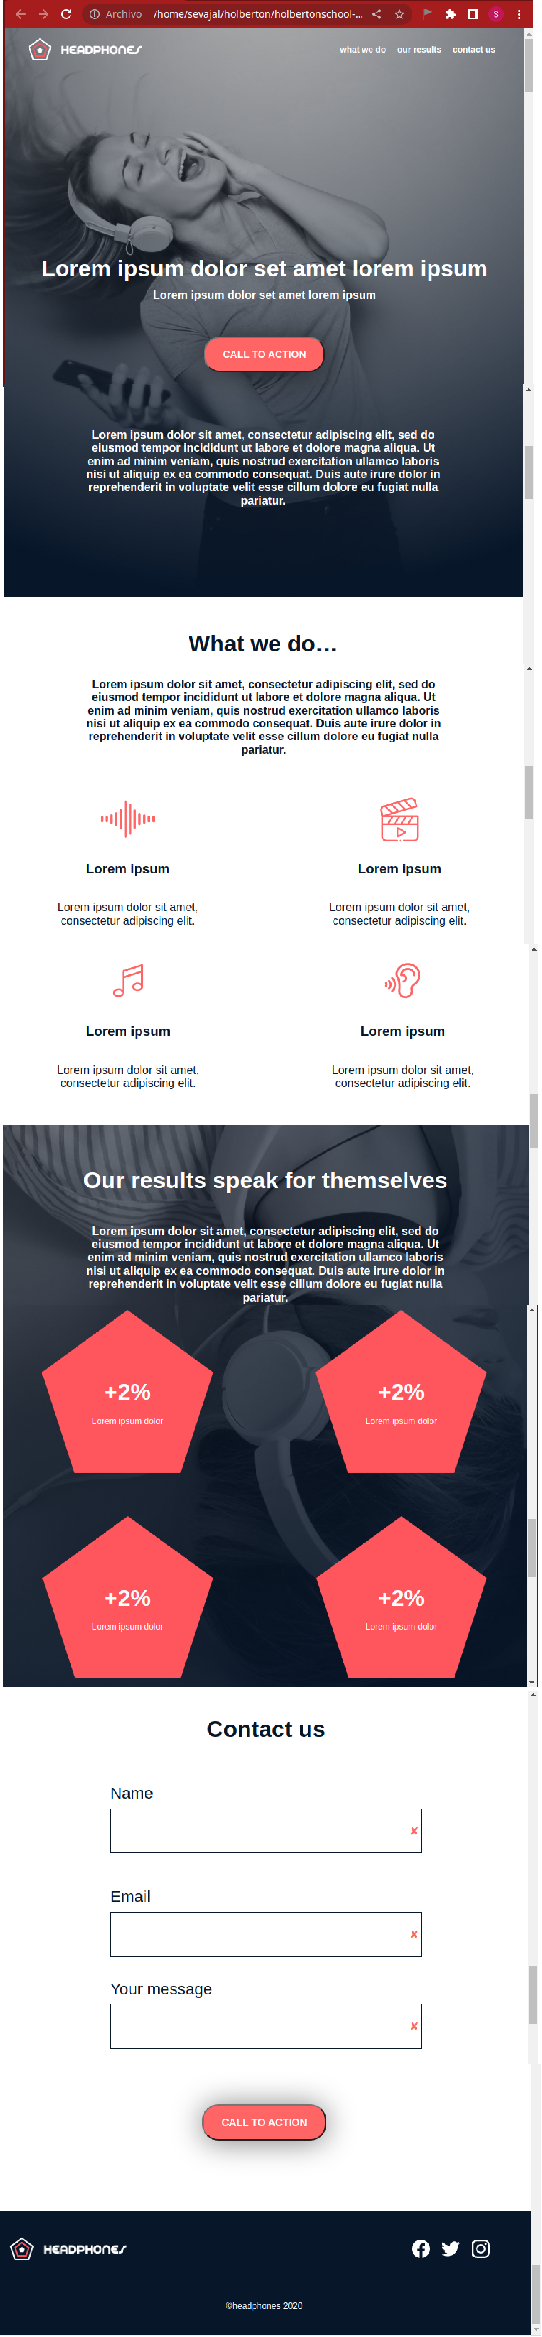 Archivo /home/sevajal/holberton/holbertonschool-...
S
HEADPHONES
what we do our results contact us
Lorem ipsum dolor set amet lorem ipsum
Lorem ipsum dolor set amet lorem ipsum
CALL TO ACTION
Lorem ipsum dolor sit amet, consectetur adipiscing elit, sed do
eiusmod tempor incididunt ut labore et dolore magna aliqua. Ut
enim ad minim veniam, quis nostrud exercitation ullamco laboris
nisi ut aliquip ex ea commodo consequat. Duis aute irure dolor in
reprehenderit in voluptate velit esse cillum dolore eu fugiat nulla
pariatur.
What we do...
Lorem ipsum dolor sit amet, consectetur adipiscing elit, sed do
eiusmod tempor incididunt ut labore et dolore magna aliqua. Ut
enim ad minim veniam, quis nostrud exercitation ullamco laboris
nisi ut aliquip ex ea commodo consequat. Duis aute irure dolor in
reprehenderit in voluptate velit esse cillum dolore eu fugiat nulla
pariatur.
Lorem ipsum
Lorem ipsum dolor sit amet,
consectetur adipiscing elit.
Lorem ipsum
Lorem ipsum dolor sit amet,
consectetur adipiscing elit.
Lorem ipsum
Lorem ipsum dolor sit amet,
consectetur adipiscing elit.
Lorem ipsum
Lorem ipsum dolor sit amet,
consectetur adipiscing elit.
Our results speak for themselves
Lorem ipsum dolor sit amet, consectetur adipiscing elit, sed do
eiusmod tempor incididunt ut labore et dolore magna aliqua. Ut
enim ad minim veniam, quis nostrud exercitation ullamco laboris
nisi ut aliquip ex ea commodo consequat. Duis aute irure dolor in
reprehenderit in voluptate velit esse cillum dolore eu fugiat nulla
pariatur.
+2%
Lorem ipsum dolor
+2%
Lorem ipsum dolor
+2%
Lorem ipsum dolor
+2%
Lorem ipsum dolor
Contact us
Name
✘
Email
✘
Your message
✘
CALL TO ACTION
HEADPHONES
©headphones 2020